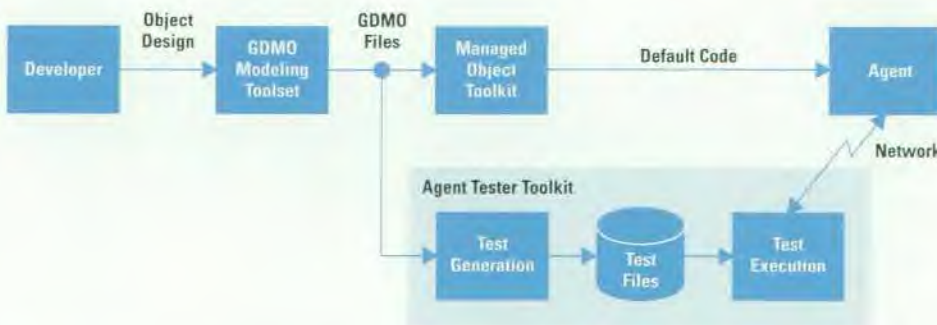 Object
Design
GDMO
Files
Developer
GDMO
Modeling
Toolset
Managed
Object
Toolkit
Default Code
Agent
Network
Agent Tester Toolkit
Test
Generation
Test
Files
Test
Execution